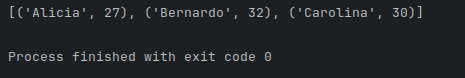 [('Alicia', 27), ('Bernardo', 32), ('Carolina', 30)]
Process finished with exit code 0